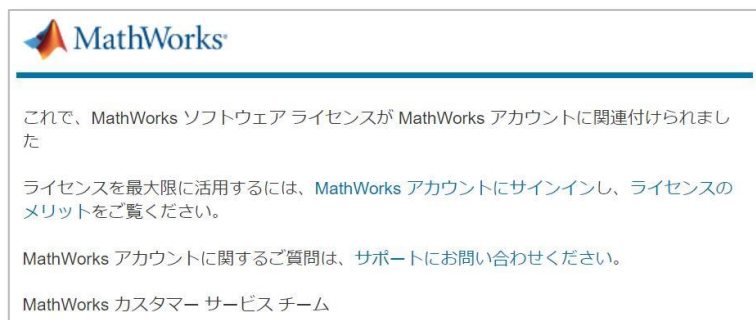 MathWorks®
これで、MathWorks ソフトウェア ライセンスが MathWorks アカウントに関連付けられまし
た
ライセンスを最大限に活用するには、MathWorks アカウントにサインインし、ライセンスの
メリットをご覧ください。
MathWorks アカウントに関するご質問は、サポートにお問い合わせください。
MathWorks カスタマー サービス チーム